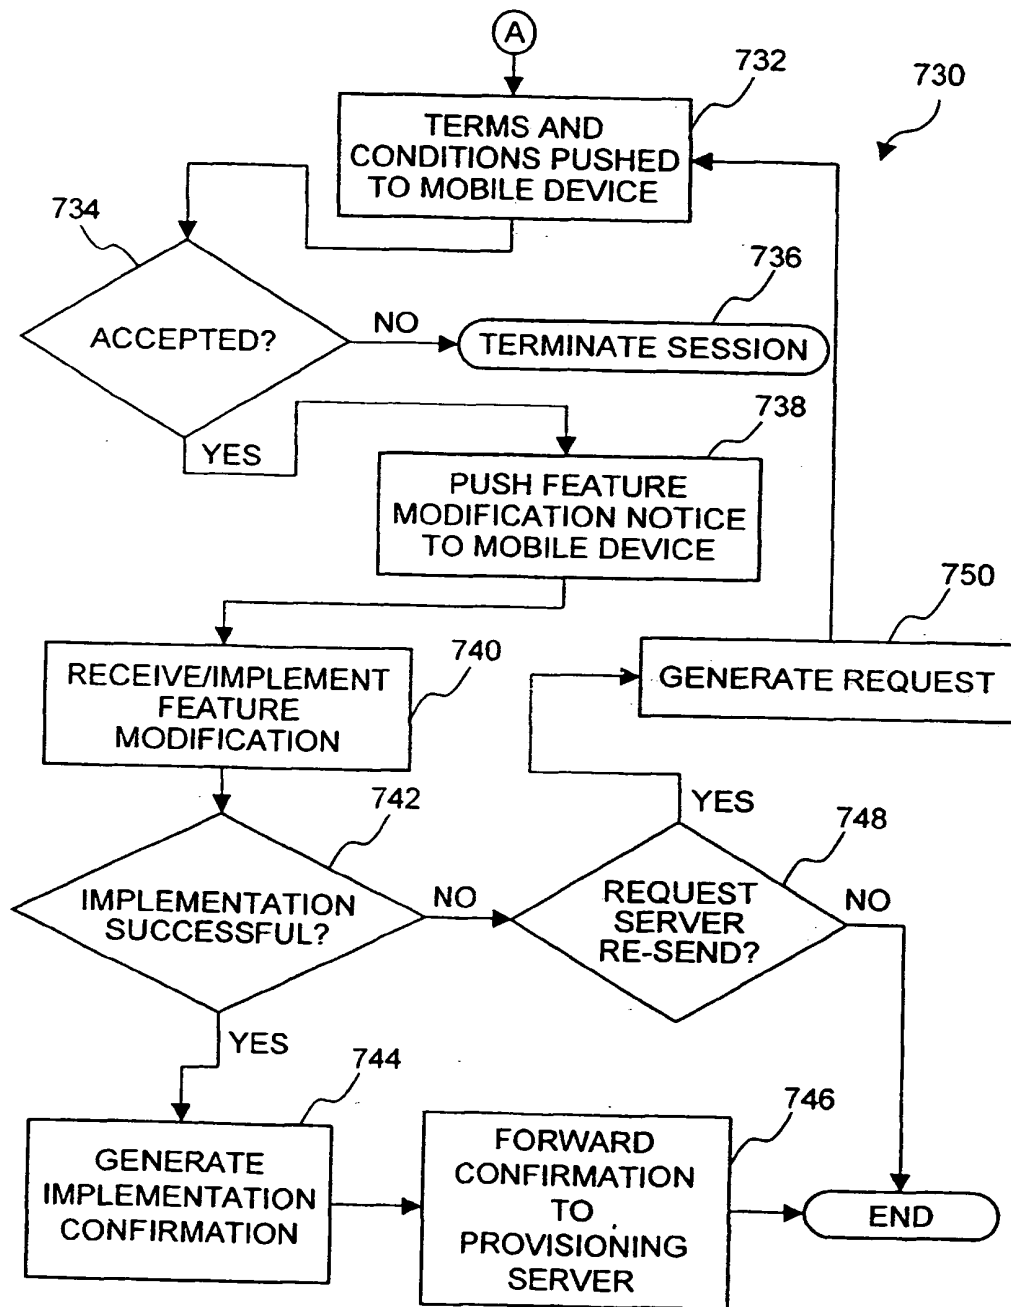 A
732
730
TERMS AND
CONDITIONS PUSHED
TO MOBILE DEVICE
734
736
ACCEPTED?
NO
TERMINATE SESSION
738
YES
PUSH FEATURE
MODIFICATION NOTICE
TO MOBILE DEVICE
750
740
RECEIVE/IMPLEMENT
FEATURE
MODIFICATION
GENERATE REQUEST
742
YES
748
IMPLEMENTATION
SUCCESSFUL?
NO
REQUEST
SERVER
RE-SEND?
NO
YES
744
746
GENERATE
IMPLEMENTATION
CONFIRMATION
FORWARD
CONFIRMATION
TO
PROVISIONING
SERVER
END